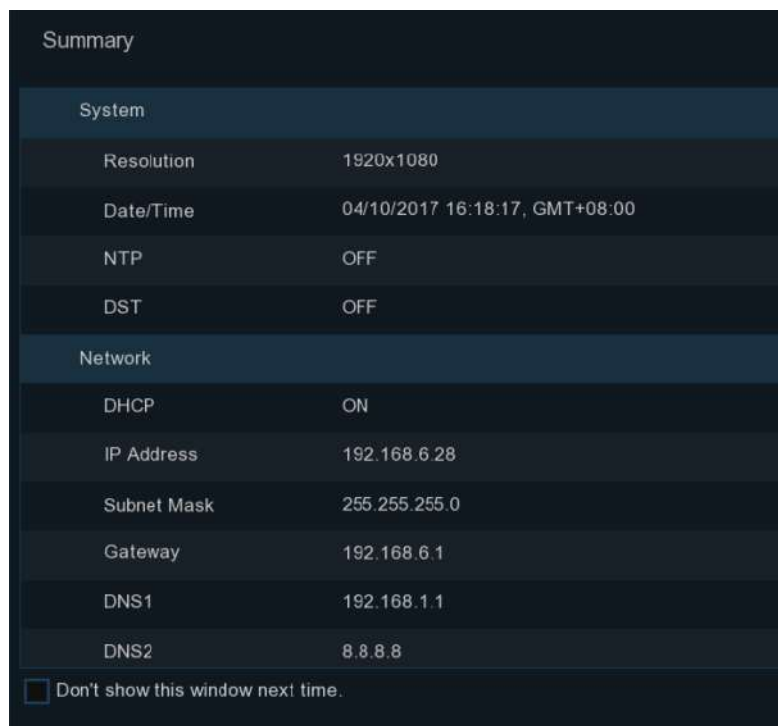 Summary
System
Resolution 1920x1080
Date/Time 04/10/2017 16:18:17, GMT+08:00
NTP OFF
DST OFF
Network
DHCP ON
IP Address 192.168.6.28
Subnet Mask 255.255.255.0
Gateway 192.168.6.1
DNS1 192.168.1.1
DNS2 8.8.8.8
Don't show this window next time.